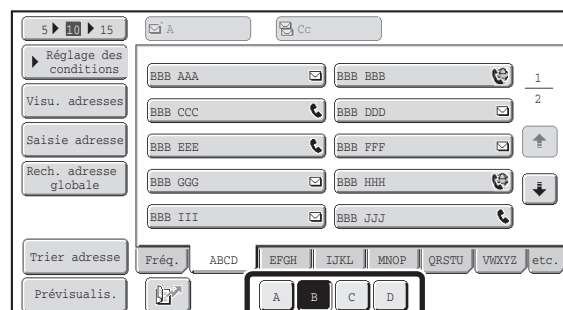 5 10 15
A
Cc
Réglage des
conditions
BBB AAA
BBB BBB
1
2
Visu. adresses
BBB CCC
BBB DDD
Saisie adresse
BBB EEE
BBB FFF
Rech. adresse
globale
BBB GGG
BBB HHH
BBB III
BBB JJJ
Trier adresse
Fréq. ABCD EFGH IJKL MNOP QRSTU VWXYZ etc.
Prévisualis.
A B C D